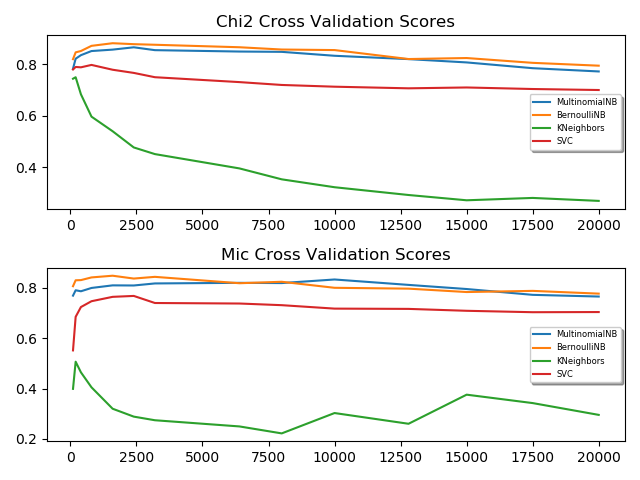 Chi2 Cross Validation Scores
0.8
0.6
0.4
MultinomialNB
BernoulliNB
KNeighbors
SVC
0 2500 5000 7500 10000 12500 15000 17500 20000
Mic Cross Validation Scores
0.8
0.6
0.4
0.2
MultinomialNB
BernoulliNB
KNeighbors
SVC
0 2500 5000 7500 10000 12500 15000 17500 20000